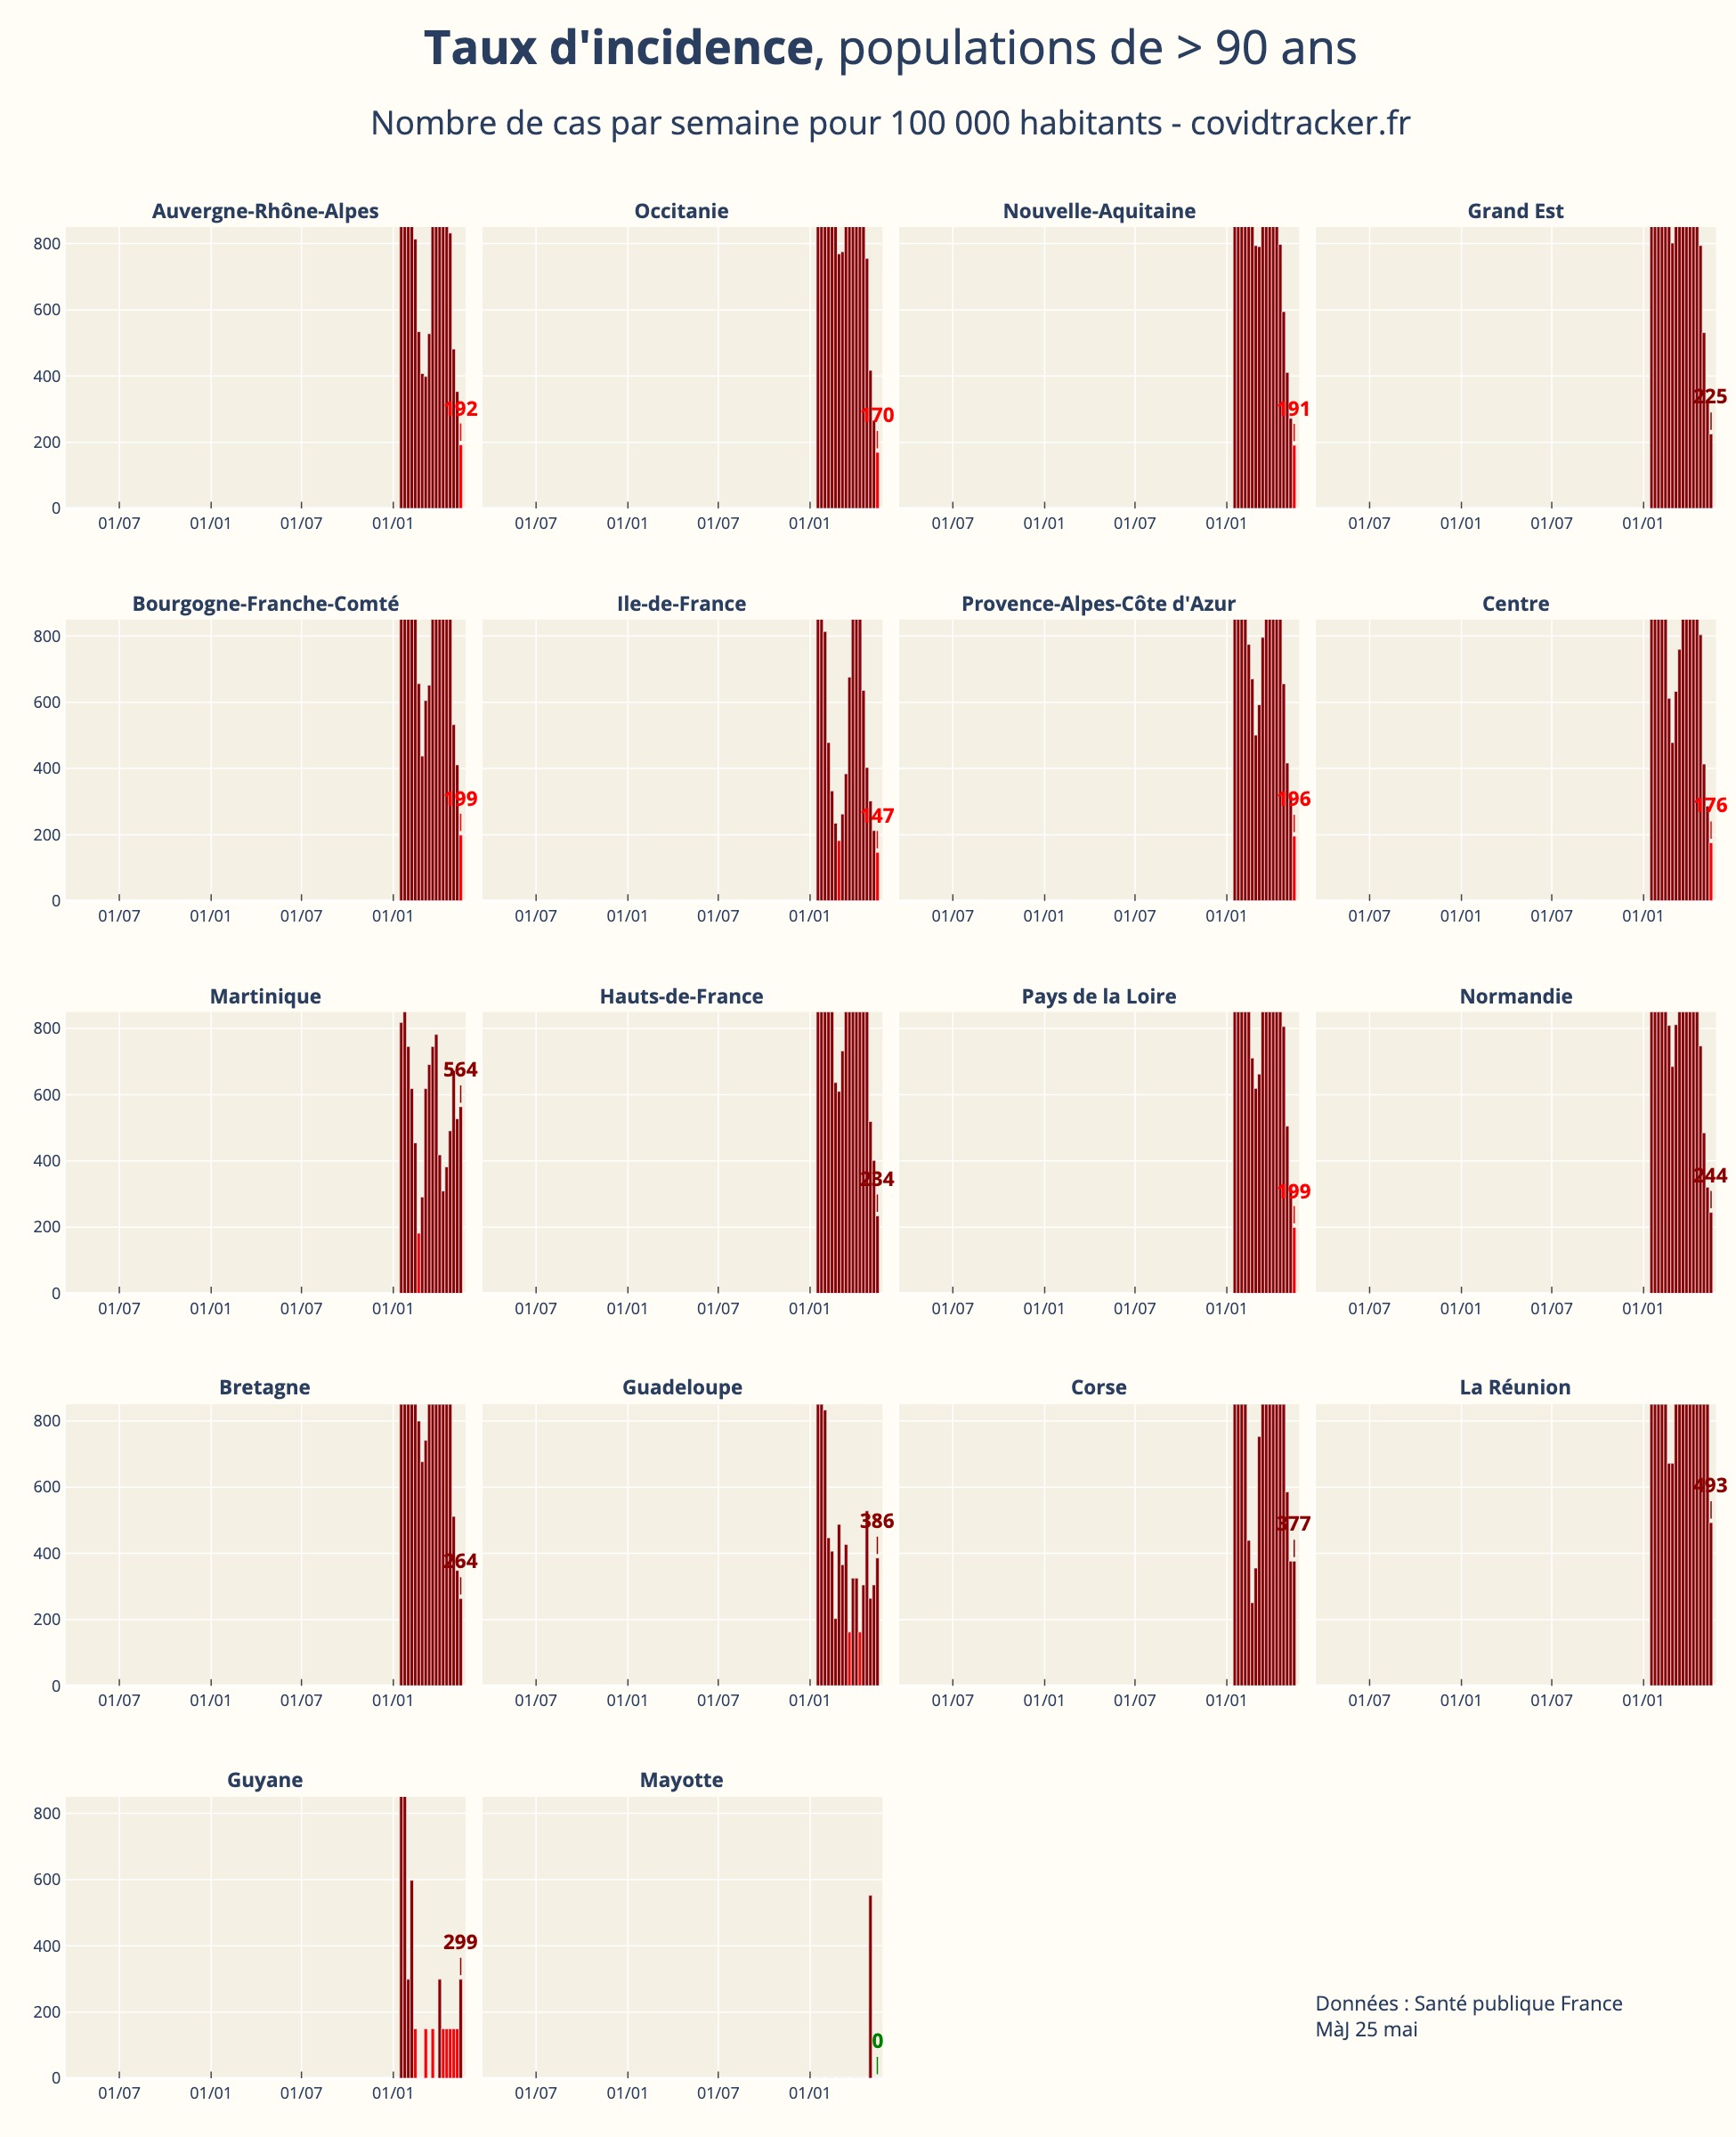 Taux d'incidence, populations de > 90 ans
Nombre de cas par semaine pour 100 000 habitants - covidtracker.fr
Auvergne-Rhône-Alpes Occitanie Nouvelle-Aquitaine Grand Est
800
600
400
200
0
192 170 191 225
01/07 01/01 01/07 01/01 01/07 01/01 01/07 01/01 01/07 01/01 01/07 01/01 01/07 01/01 01/07 01/01
Bourgogne-Franche-Comté Ile-de-France Provence-Alpes-Côte d'Azur Centre
800
600
400
200
0
199 147 196 176
01/07 01/01 01/07 01/01 01/07 01/01 01/07 01/01 01/07 01/01 01/07 01/01 01/07 01/01 01/07 01/01
Martinique Hauts-de-France Pays de la Loire Normandie
800
600
400
200
0
564 234 199 244
01/07 01/01 01/07 01/01 01/07 01/01 01/07 01/01 01/07 01/01 01/07 01/01 01/07 01/01 01/07 01/01
Bretagne Guadeloupe Corse La Réunion
800
600
400
200
0
264 386 377 493
01/07 01/01 01/07 01/01 01/07 01/01 01/07 01/01 01/07 01/01 01/07 01/01 01/07 01/01 01/07 01/01
Guyane Mayotte
800
600
400
200
0
299 0
01/07 01/01 01/07 01/01 01/07 01/01 01/07 01/01
Données : Santé publique France
MàJ 25 mai